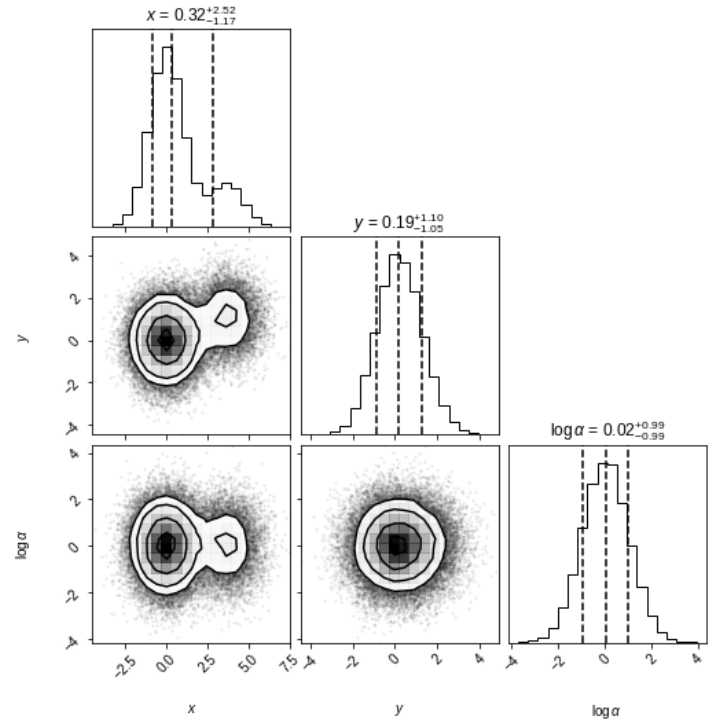 x = 0.32+2.52−1.17
y = 0.19+1.10−1.05
4
2
0
−2
−4
y
log α = 0.02+0.99−0.99
4
2
0
−2
−4
log α
−2.5 0.0 2.5 5.0 7.5
−4 −2 0 2 4
−4 −2 0 2 4
x y log α